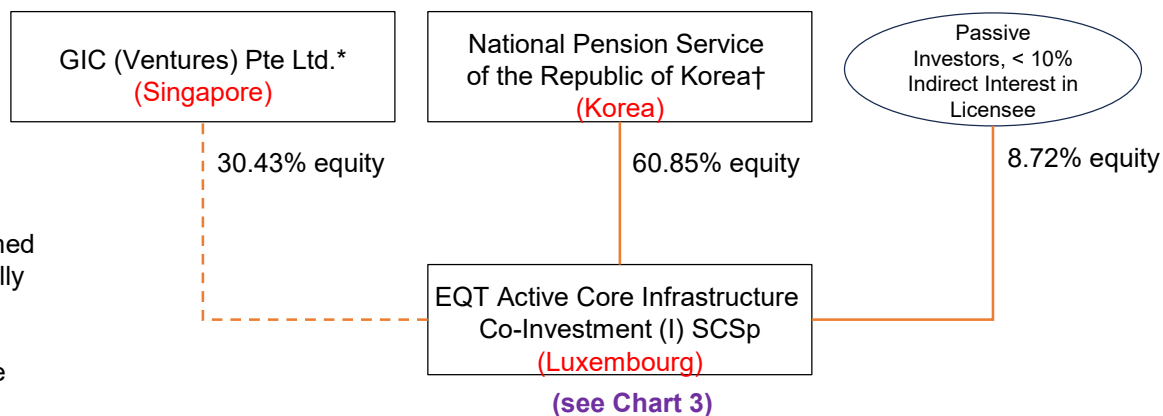 GIC (Ventures) Pte Ltd.*
(Singapore)
National Pension Service
of the Republic of Korea†
(Korea)
Passive
Investors, < 10%
Indirect Interest in
Licensee
30.43% equity
60.85% equity
8.72% equity
EQT Active Core Infrastructure
Co-Investment (I) SCSp
(Luxembourg)
(see Chart 3)